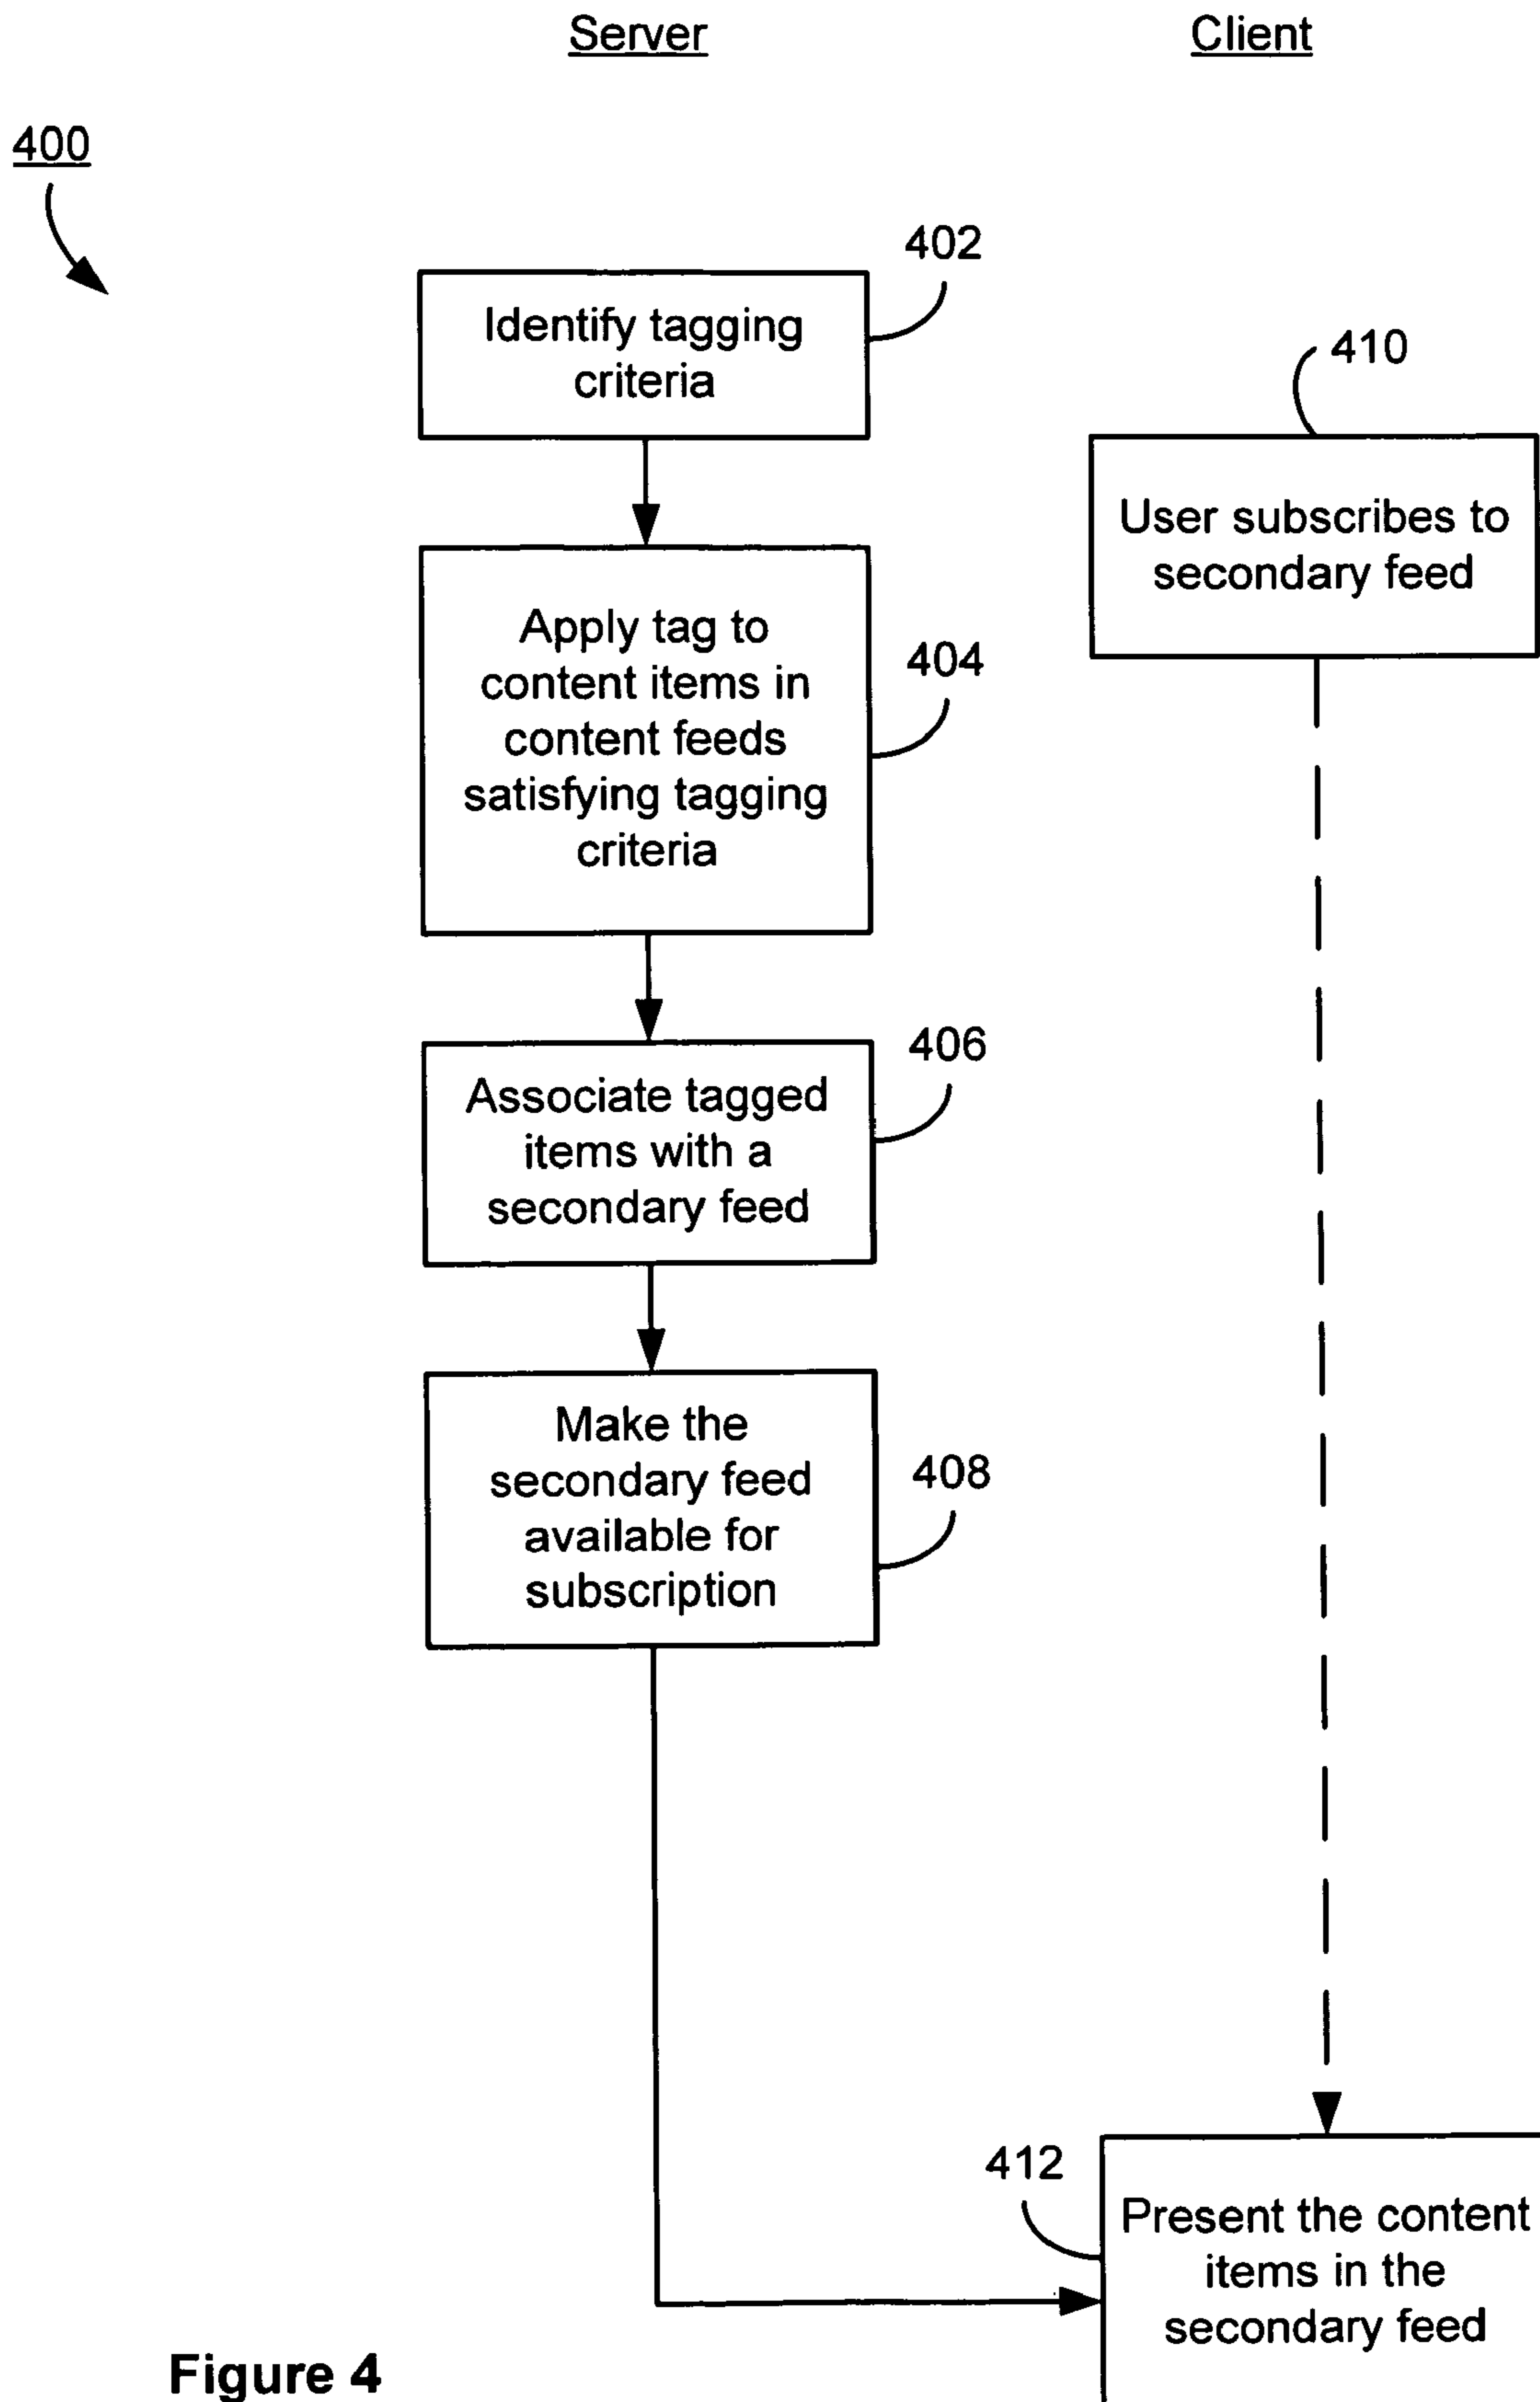 Server
Client
400
402
Identify tagging
criteria
410
User subscribes to
secondary feed
Apply tag to
content items in
content feeds
satisfying tagging
criteria
404
406
Associate tagged
items with a
secondary feed
Make the
secondary feed
available for
subscription
408
412
Present the content
items in the
secondary feed
Figure 4